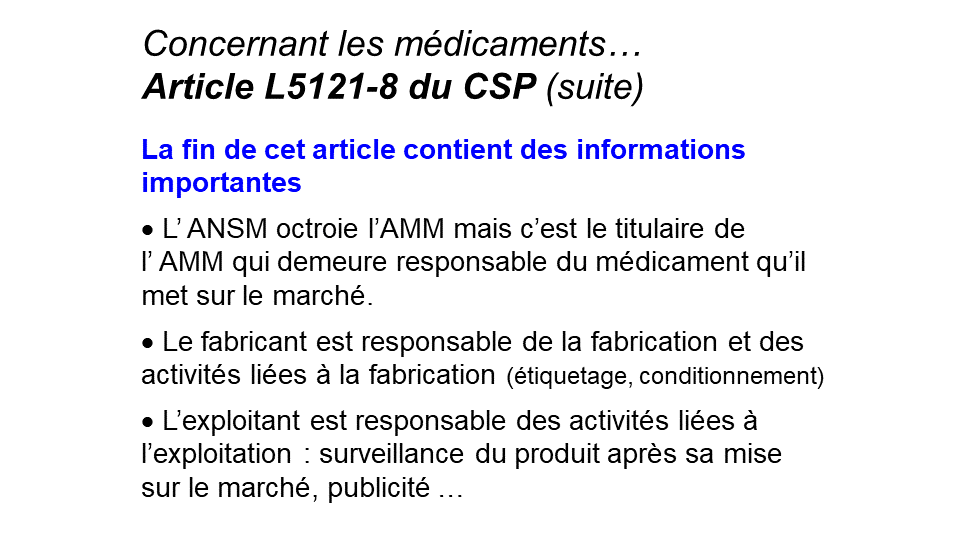 Concernant les médicaments…
Article L5121-8 du CSP (suite)
La fin de cet article contient des informations
importantes
• L’ ANSM octroie l’AMM mais c’est le titulaire de
l’ AMM qui demeure responsable du médicament qu’il
met sur le marché.
• Le fabricant est responsable de la fabrication et des
activités liées à la fabrication (étiquetage, conditionnement)
• L’exploitant est responsable des activités liées à
l’exploitation : surveillance du produit après sa mise
sur le marché, publicité …